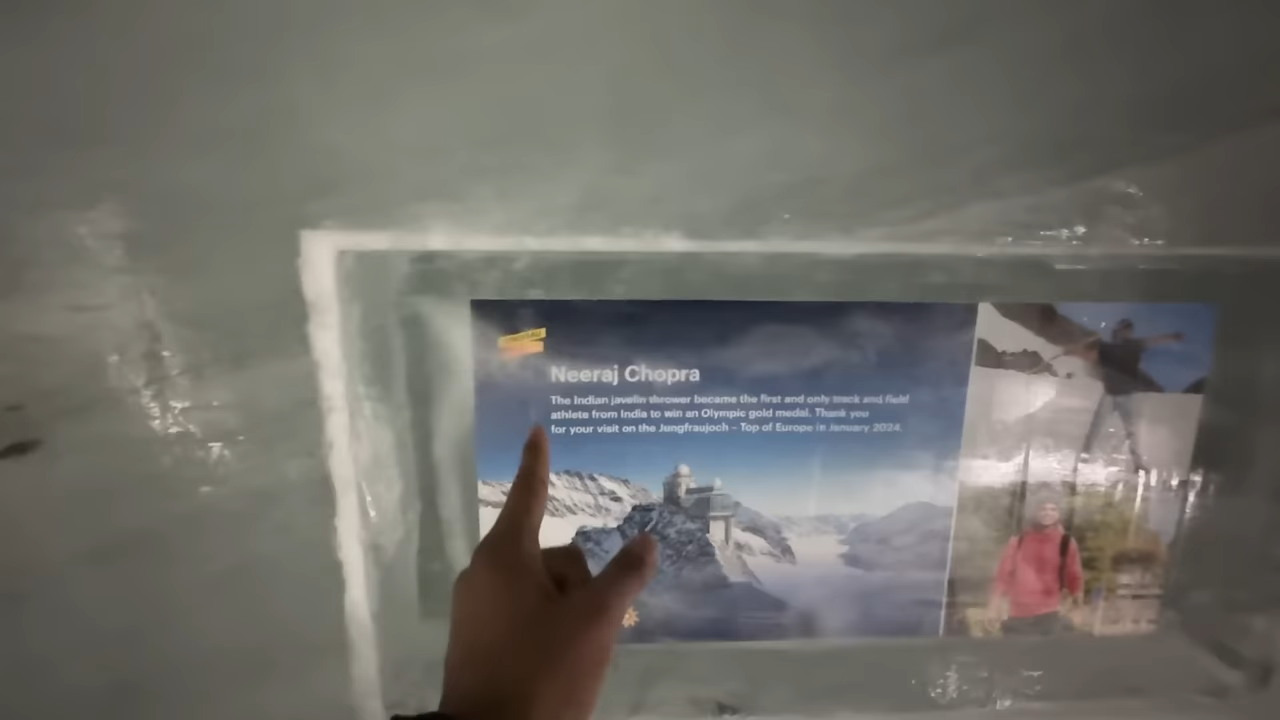 Neeraj Chopra
The Indian javelin thrower became the first and only track and field
athlete from India to win an Olympic gold medal. Thank you
for your visit on the Jungfraujoch – Top of Europe in January 2024.